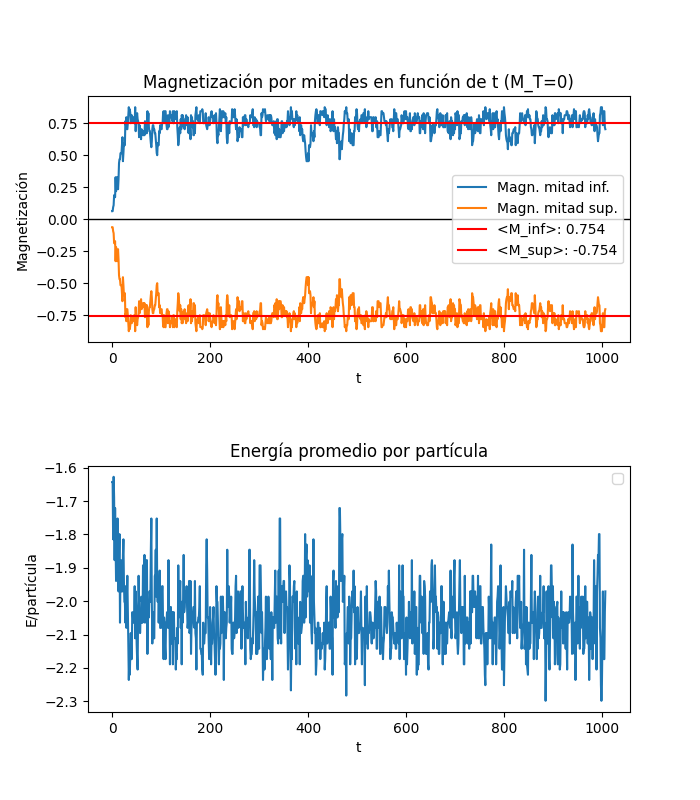 Magnetización por mitades en función de t (M_T=0)
Magnetización
0.75
0.50
0.25
0.00
−0.25
−0.50
−0.75
Magn. mitad inf.
Magn. mitad sup.
<M_inf>: 0.754
<M_sup>: -0.754
0 200 400 600 800 1000
t
Energía promedio por partícula
E/partícula
−1.6
−1.7
−1.8
−1.9
−2.0
−2.1
−2.2
−2.3
0 200 400 600 800 1000
t